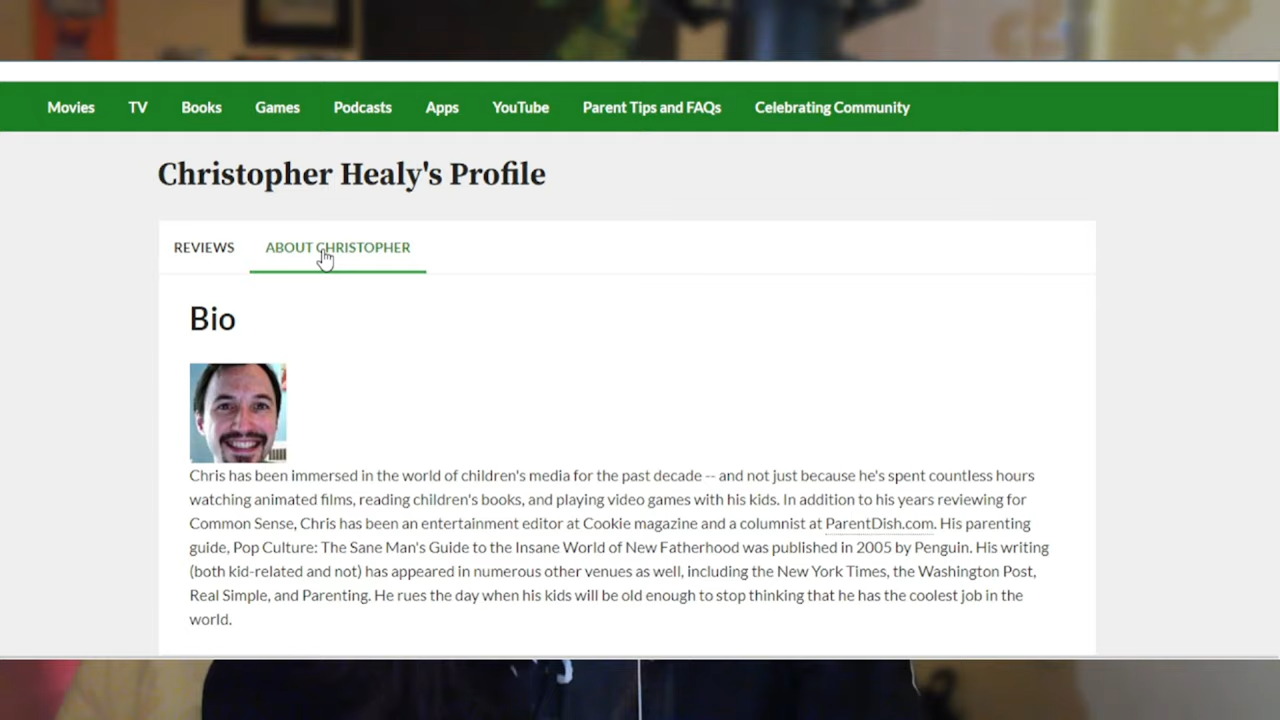 Movies TV Books Games Podcasts Apps YouTube Parent Tips and FAQs Celebrating Community
Christopher Healy's Profile
REVIEWS ABOUT CHRISTOPHER
Bio
Chris has been immersed in the world of children's media for the past decade -- and not just because he's spent countless hours
watching animated films, reading children's books, and playing video games with his kids. In addition to his years reviewing for
Common Sense, Chris has been an entertainment editor at Cookie magazine and a columnist at ParentDish.com. His parenting
guide, Pop Culture: The Sane Man's Guide to the Insane World of New Fatherhood was published in 2005 by Penguin. His writing
(both kid-related and not) has appeared in numerous other venues as well, including the New York Times, the Washington Post,
Real Simple, and Parenting. He rues the day when his kids will be old enough to stop thinking that he has the coolest job in the
world.